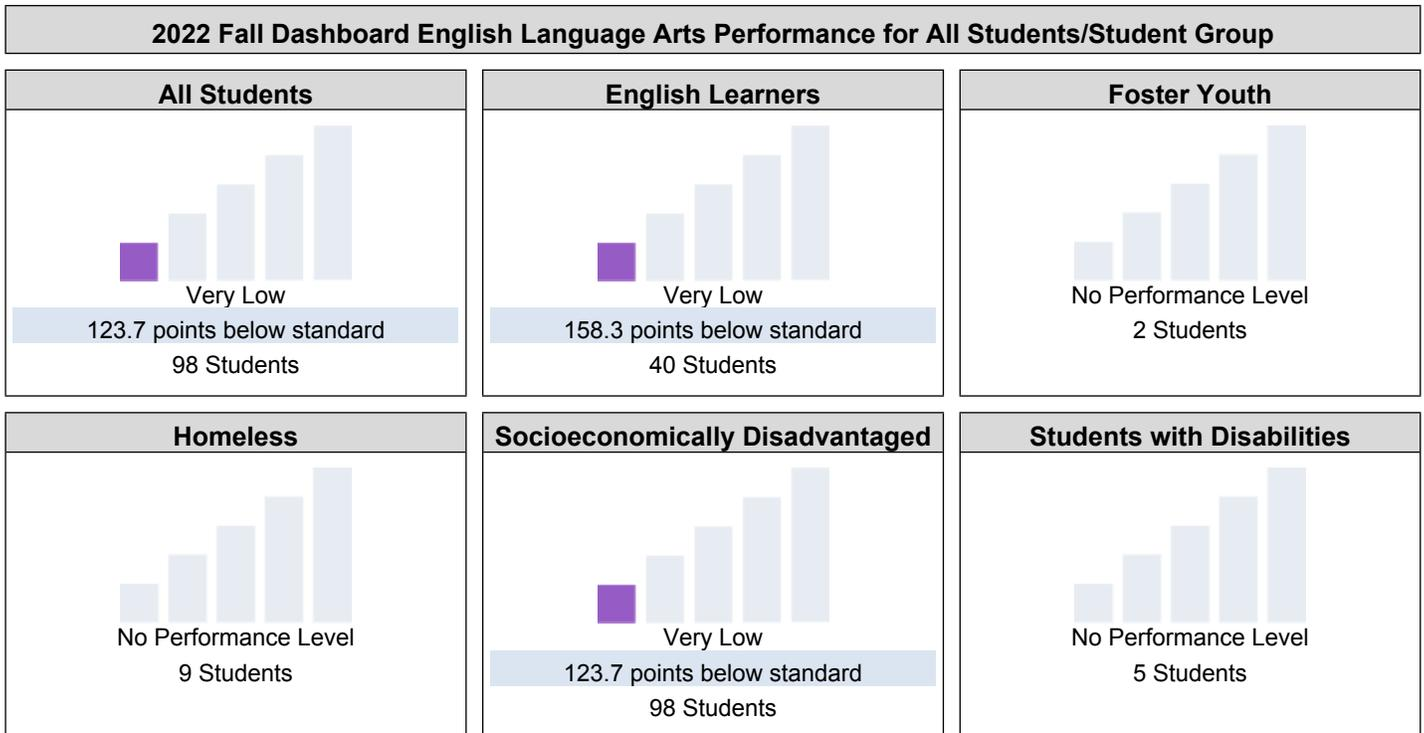 2022 Fall Dashboard English Language Arts Performance for All Students/Student Group
All Students
Very Low
123.7 points below standard
98 Students
English Learners
Very Low
158.3 points below standard
40 Students
Foster Youth
No Performance Level
2 Students
Homeless
No Performance Level
9 Students
Socioeconomically Disadvantaged
Very Low
123.7 points below standard
98 Students
Students with Disabilities
No Performance Level
5 Students